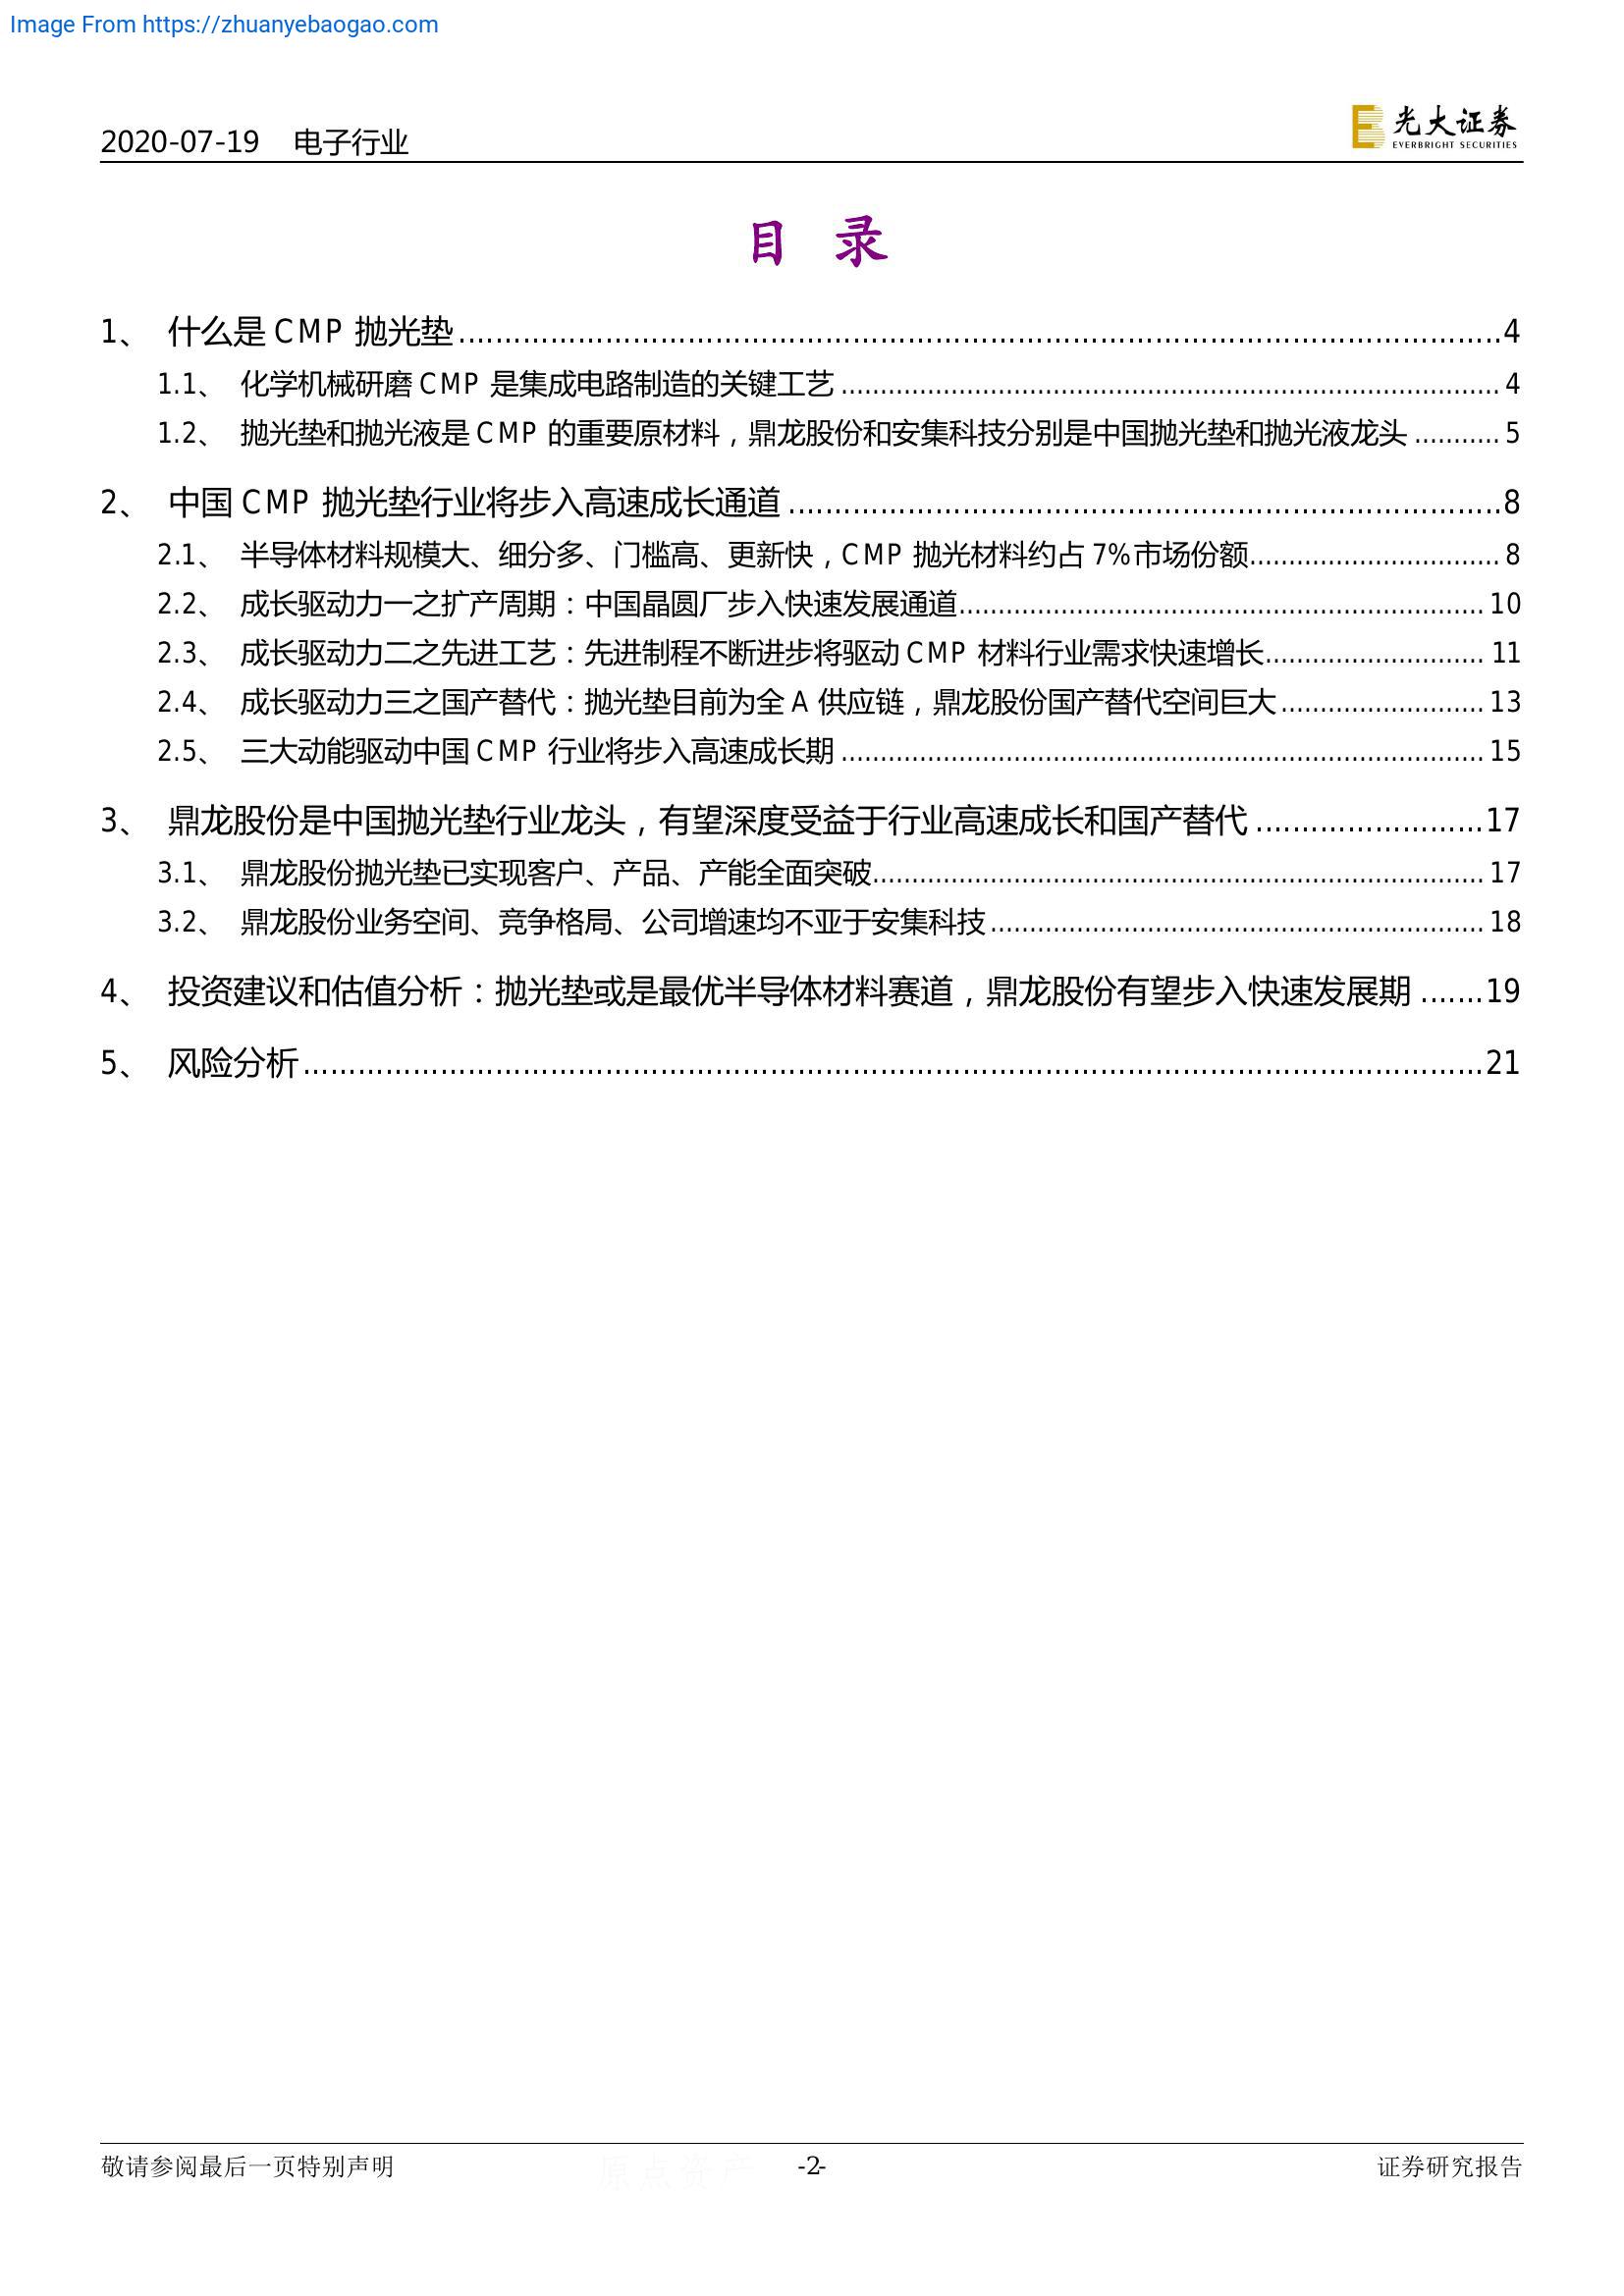 Image From https://zhuanyebaogao.com
2020-07-19 电子行业
光大证券
EVERBRIGHT SECURITIES
目 录
1、 什么是 CMP 抛光垫 4
1.1、 化学机械研磨 CMP 是集成电路制造的关键工艺 4
1.2、 抛光垫和抛光液是 CMP 的重要原材料，鼎龙股份和安集科技分别是中国抛光垫和抛光液龙头 5
2、 中国 CMP 抛光垫行业将步入高速成长通道 8
2.1、 半导体材料规模大、细分多、门槛高、更新快，CMP 抛光材料约占 7%市场份额 8
2.2、 成长驱动力一之扩产周期：中国晶圆厂步入快速发展通道 10
2.3、 成长驱动力二之先进工艺：先进制程不断进步将驱动 CMP 材料行业需求快速增长 11
2.4、 成长驱动力三之国产替代：抛光垫目前为全 A 供应链，鼎龙股份国产替代空间巨大 13
2.5、 三大动能驱动中国 CMP 行业将步入高速成长期 15
3、 鼎龙股份是中国抛光垫行业龙头，有望深度受益于行业高速成长和国产替代 17
3.1、 鼎龙股份抛光垫已实现客户、产品、产能全面突破 17
3.2、 鼎龙股份业务空间、竞争格局、公司增速均不亚于安集科技 18
4、 投资建议和估值分析：抛光垫或是最优半导体材料赛道，鼎龙股份有望步入快速发展期 19
5、 风险分析 21
敬请参阅最后一页特别声明 原点资产 -2- 证券研究报告